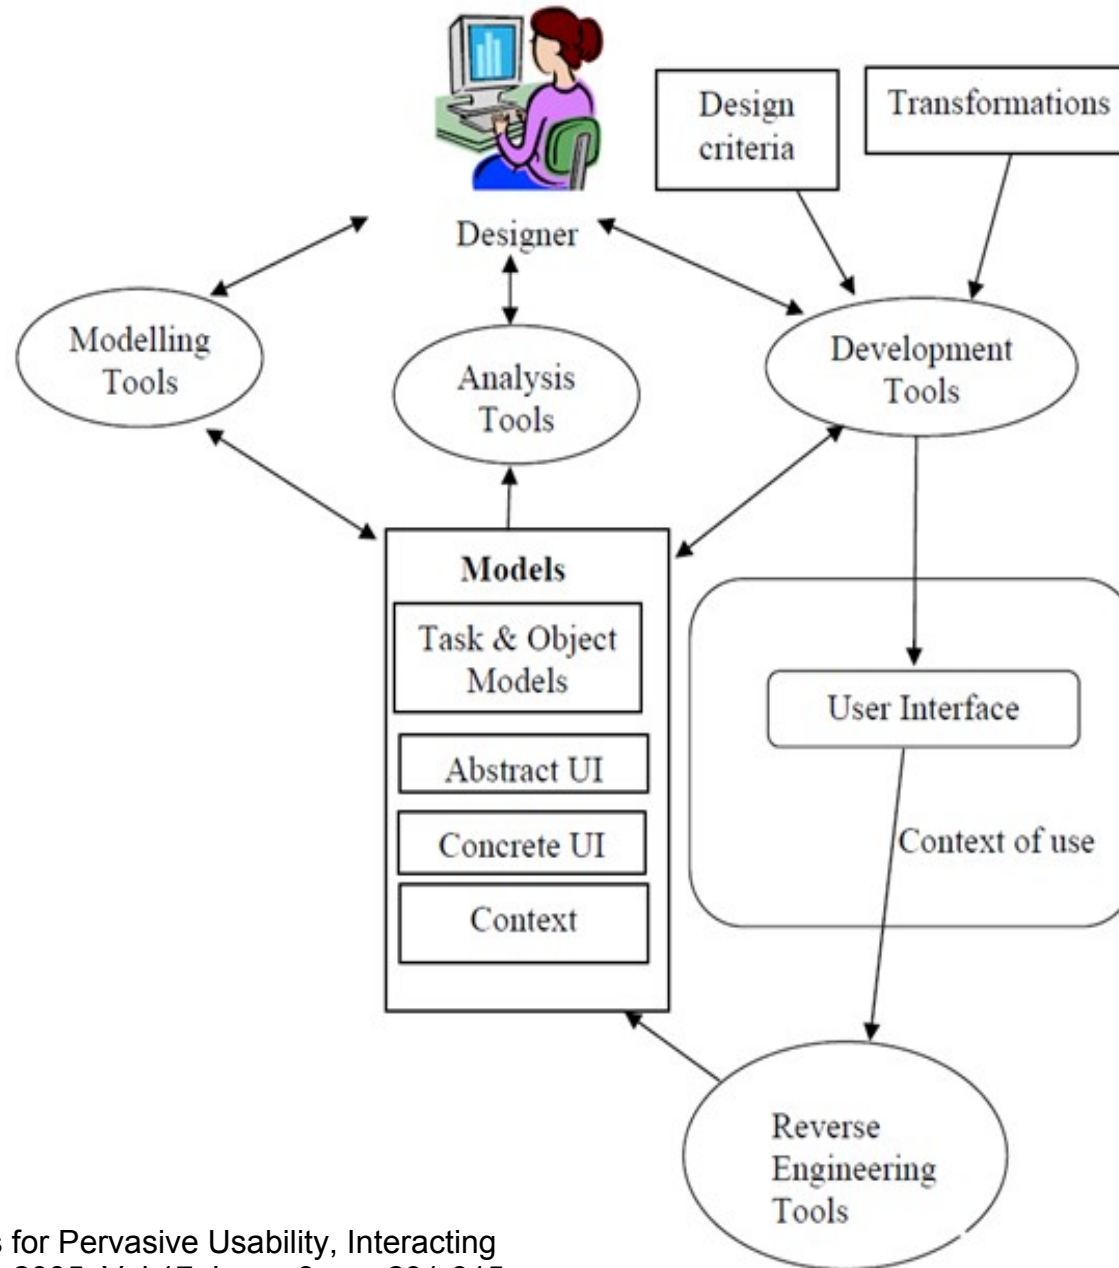 Design
criteria
Transformations
Designer
Modelling
Tools
Analysis
Tools
Development
Tools
Models
Task & Object
Models
Abstract UI
Concrete UI
Context
User Interface
Context of use
Reverse
Engineering
Tools
s for Pervasive Usability, Interacting